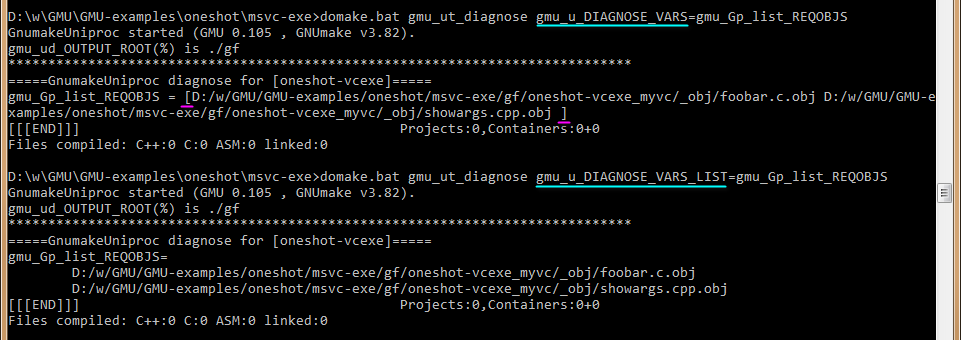 D:\w\GMU\GMU-examples\oneshot\msvc-exe>domake.bat gmu_ut_diagnose gmu_u_DIAGNOSE_VARS=gmu_Gp_list_REQOBJS
GnumakeUniproc started (GMU 0.105 , GNUmake v3.82).
gmu_ud_OUTPUT_ROOT(%) is ./gf
******************************************************************************
=====GnumakeUniproc diagnose for [oneshot-vcexe]=====
gmu_Gp_list_REQOBJS = [D:/w/GMU/GMU-examples/oneshot/msvc-exe/gf/oneshot-vcexe_myvc/_obj/foobar.c.obj D:/w/GMU/GMU-e
xamples/oneshot/msvc-exe/gf/oneshot-vcexe_myvc/_obj/showargs.cpp.obj ]
[[[END]]] Projects:0,Containers:0+0
Files compiled: C++:0 C:0 ASM:0 linked:0
D:\w\GMU\GMU-examples\oneshot\msvc-exe>domake.bat gmu_ut_diagnose gmu_u_DIAGNOSE_VARS_LIST=gmu_Gp_list_REQOBJS
GnumakeUniproc started (GMU 0.105 , GNUmake v3.82).
gmu_ud_OUTPUT_ROOT(%) is ./gf
******************************************************************************
=====GnumakeUniproc diagnose for [oneshot-vcexe]=====
gmu_Gp_list_REQOBJS=
D:/w/GMU/GMU-examples/oneshot/msvc-exe/gf/oneshot-vcexe_myvc/_obj/foobar.c.obj
D:/w/GMU/GMU-examples/oneshot/msvc-exe/gf/oneshot-vcexe_myvc/_obj/showargs.cpp.obj
[[[END]]] Projects:0,Containers:0+0
Files compiled: C++:0 C:0 ASM:0 linked:0